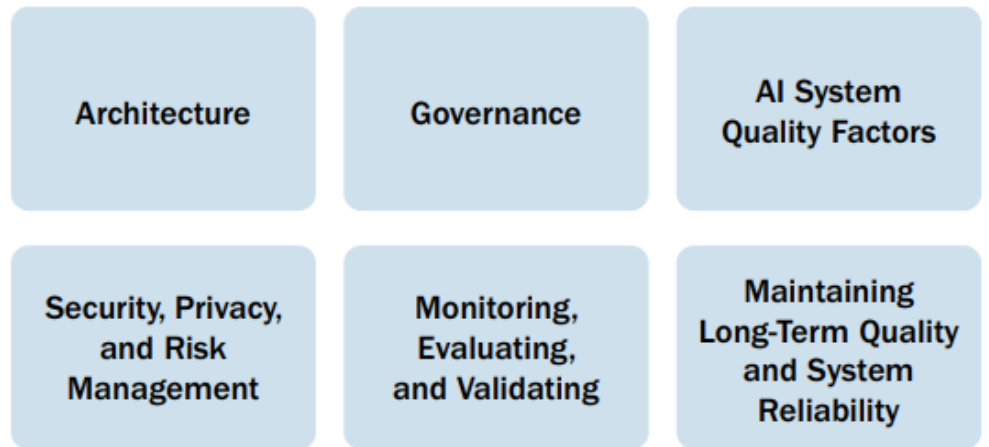 Architecture
Governance
AI System
Quality Factors
Security, Privacy,
and Risk
Management
Monitoring,
Evaluating,
and Validating
Maintaining
Long-Term Quality
and System
Reliability